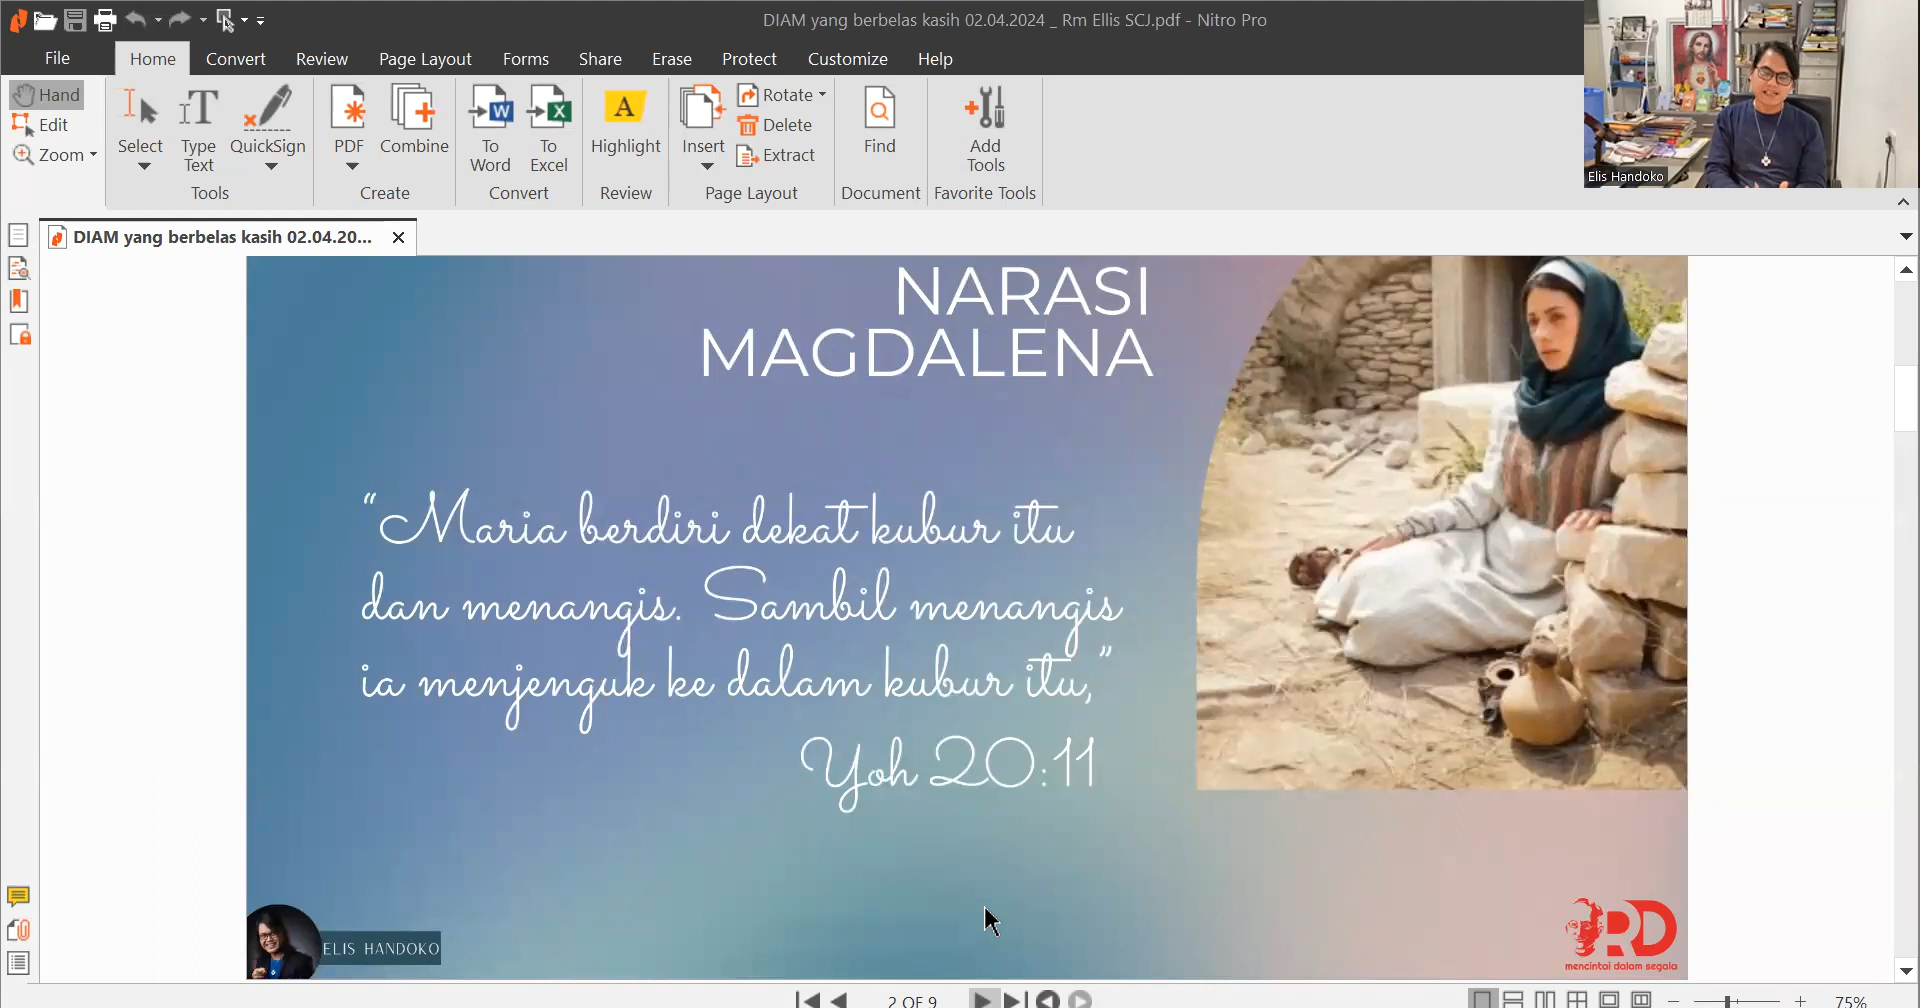 DIAM yang berbelas kasih 02.04.2024 _ Rm Ellis SCJ.pdf - Nitro Pro
File Home Convert Review Page Layout Forms Share Erase Protect Customize Help
Hand
Edit
Zoom
Select
Type Text
QuickSign
Tools
PDF
Combine
Create
To Word
To Excel
Convert
Highlight
Review
Insert
Rotate
Delete
Extract
Page Layout
Find
Document
Add Tools
Favorite Tools
Elis Handoko
DIAM yang berbelas kasih 02.04.20...
NARASI
MAGDALENA
“Maria berdiri dekat kubur itu
dan menangis. Sambil menangis
ia menjenguk ke dalam kubur itu,”
Yoh 20:11
ELIS HANDOKO
RD
mencintai dalam segala
2 OF 9
75%